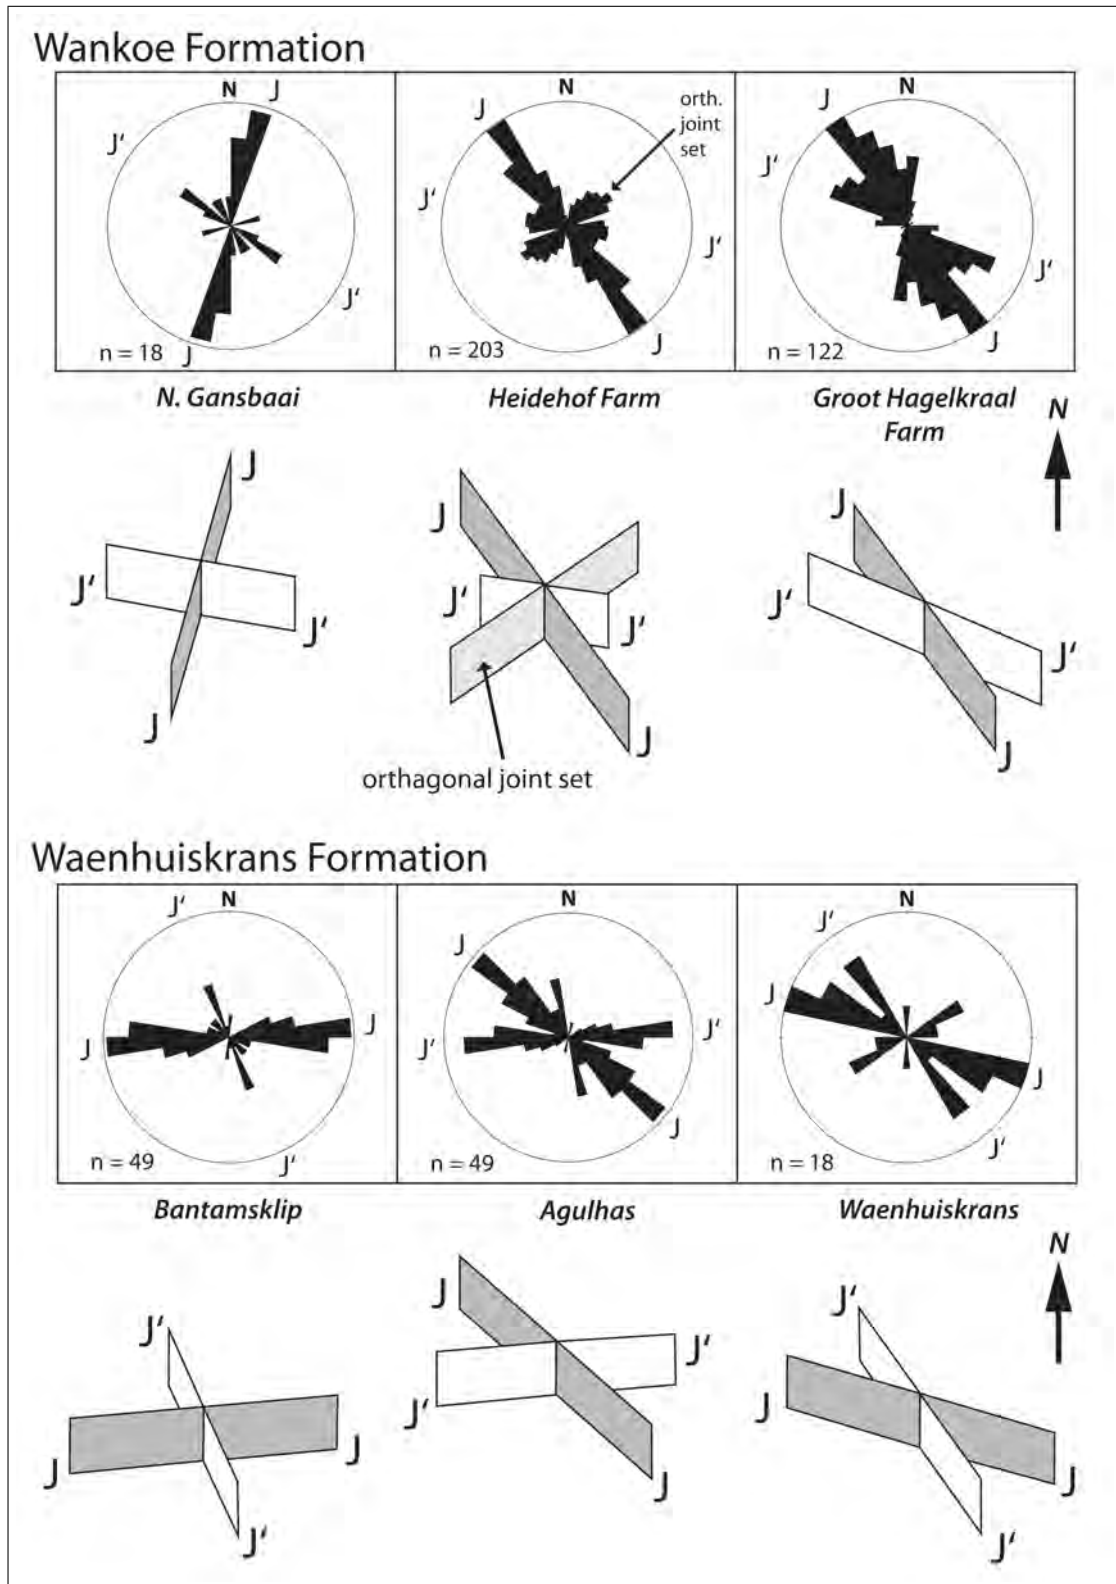 Wankoe Formation
N
J
J'
J'
J
n = 18
N
J
orth.
joint
set
J'
J'
J
n = 203
N
J
J'
J'
J
n = 122
N. Gansbaai
Heidehof Farm
Groot Hagelkraal
Farm
N
J
J'
J'
J
J
J'
J'
J
orthagonal joint set
J
J'
J'
J
Waenhuiskrans Formation
J'
N
J
J
J'
n = 49
N
J
J'
J'
J
n = 49
N
J'
J
J
J'
n = 18
Bantamsklip
Agulhas
Waenhuiskrans
N
J'
J
J
J'
J
J'
J'
J
J'
J
J
J'